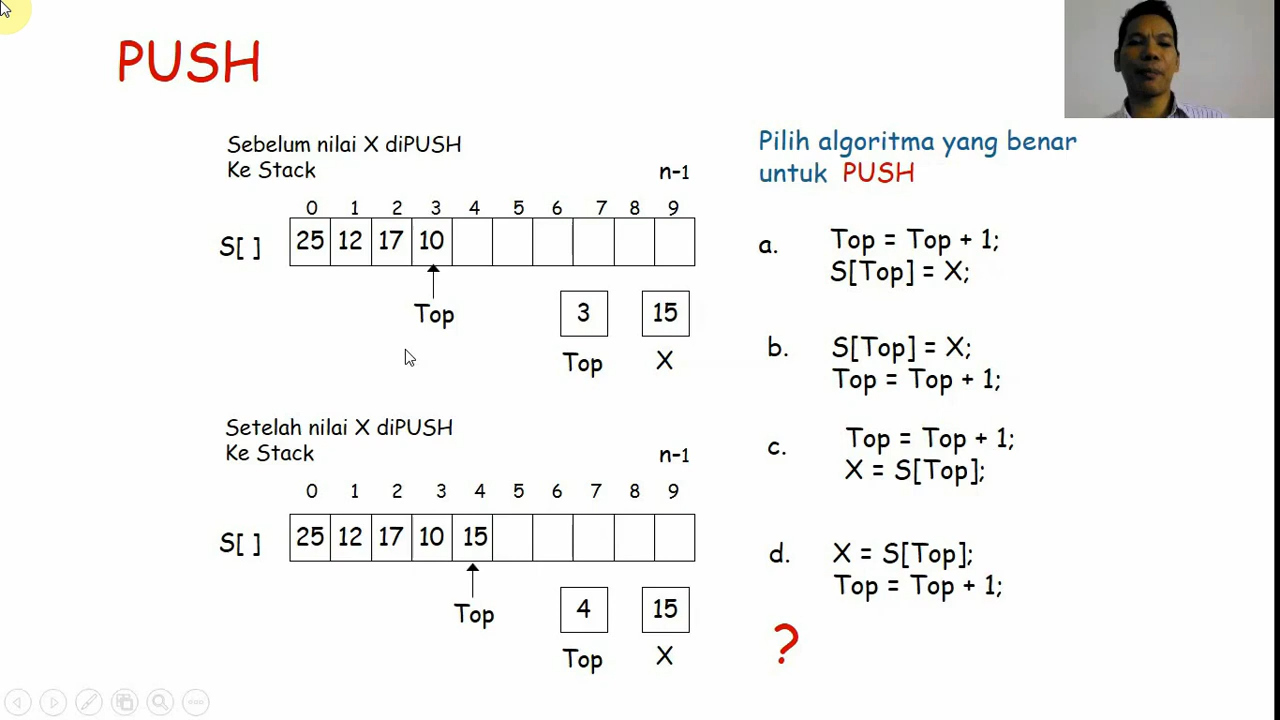 PUSH
Sebelum nilai X diPUSH
Ke Stack
n-1
0 1 2 3 4 5 6 7 8 9
S[ ] 25 12 17 10
Top
3 15
Top X
Setelah nilai X diPUSH
Ke Stack
n-1
0 1 2 3 4 5 6 7 8 9
S[ ] 25 12 17 10 15
Top
4 15
Top X
Pilih algoritma yang benar
untuk PUSH
a. Top = Top + 1;
S[Top] = X;
b. S[Top] = X;
Top = Top + 1;
c. Top = Top + 1;
X = S[Top];
d. X = S[Top];
Top = Top + 1;
?